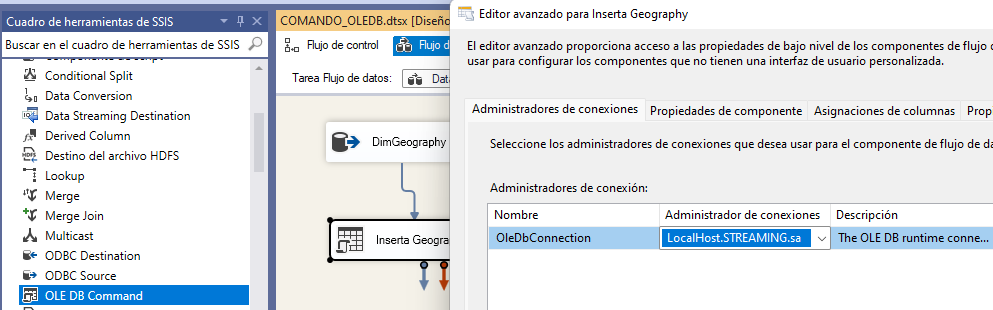 Cuadro de herramientas de SSIS
Buscar en el cuadro de herramientas de SSIS
Conditional Split
Data Conversion
Data Streaming Destination
Derived Column
Destino del archivo HDFS
Lookup
Merge
Merge Join
Multicast
ODBC Destination
ODBC Source
OLE DB Command
COMANDO_OLEDB.dtsx [Diseño
Flujo de control
Flujo d
Tarea Flujo de datos:
Dat
DimGeography
Inserta Geogra
Editor avanzado para Inserta Geography
El editor avanzado proporciona acceso a las propiedades de bajo nivel de los componentes de flujo d
usar para configurar los componentes que no tienen una interfaz de usuario personalizada.
Administradores de conexiones
Propiedades de componente
Asignaciones de columnas
Prop
Seleccione los administradores de conexiones que desea usar para el componente de flujo de da
Administradores de conexión:
Nombre Administrador de conexiones Descripción
OleDbConnection LocalHost.STREAMING.sa The OLE DB runtime conne...